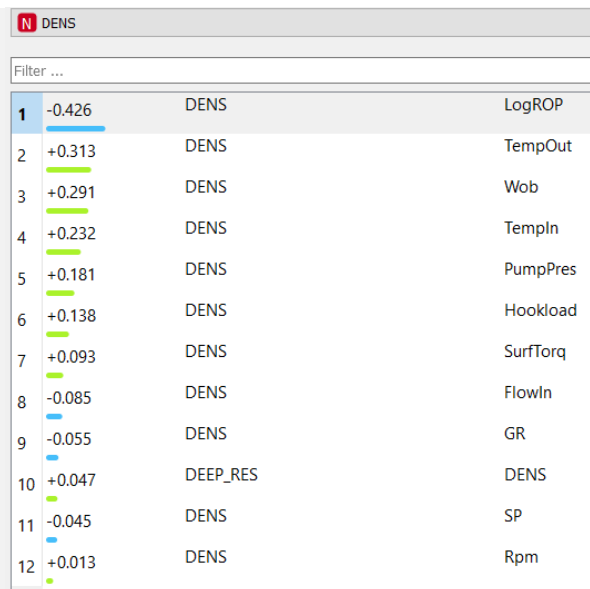 N DENS
Filter ...
1 -0.426 DENS LogROP
2 +0.313 DENS TempOut
3 +0.291 DENS Wob
4 +0.232 DENS TempIn
5 +0.181 DENS PumpPres
6 +0.138 DENS Hookload
7 +0.093 DENS SurfTorq
8 -0.085 DENS FlowIn
9 -0.055 DENS GR
10 +0.047 DEEP_RES DENS
11 -0.045 DENS SP
12 +0.013 DENS Rpm